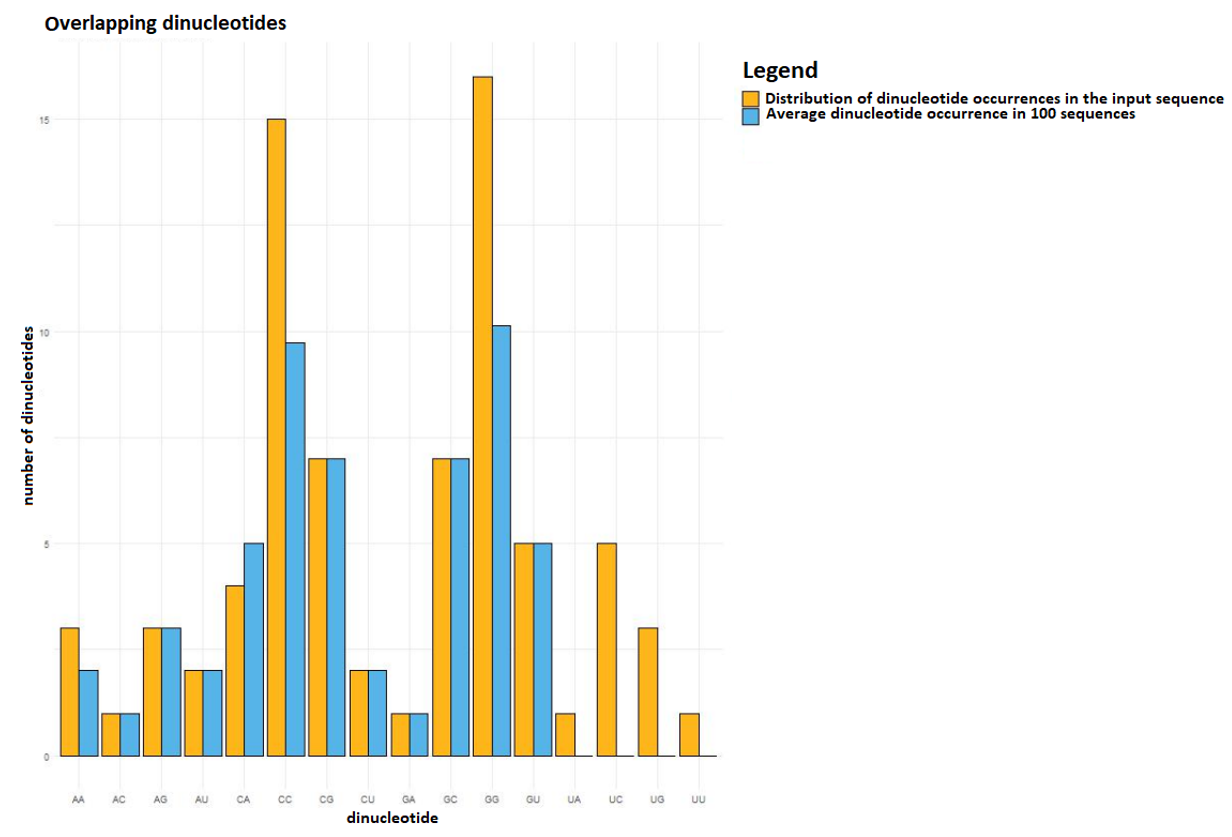 Overlapping dinucleotides
Legend
Distribution of dinucleotide occurrences in the input sequence
Average dinucleotide occurrence in 100 sequences
number of dinucleotides
15
10
5
0
AA AC AG AU CA CC CG CU GA GC GG GU UA UC UG UU
dinucleotide